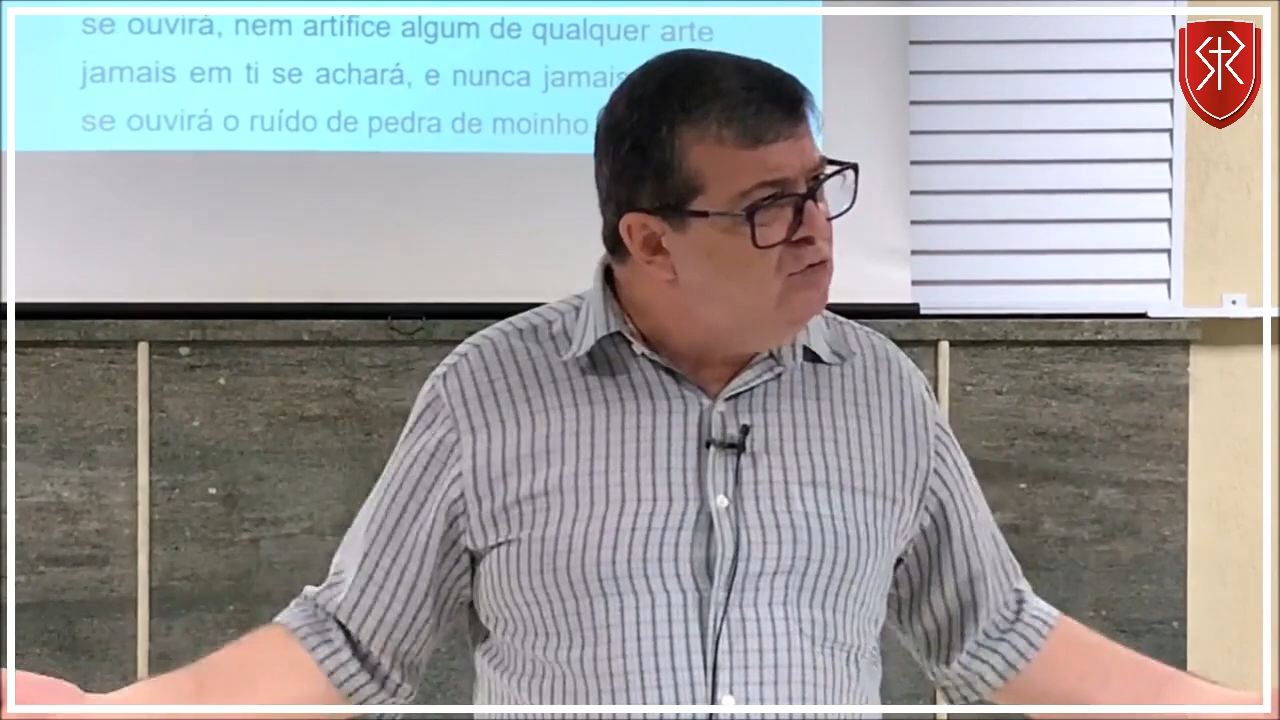 se ouvirá, nem artífice algum de qualquer arte
jamais em ti se achará, e nunca jamais
se ouvirá o ruído de pedra de moinho